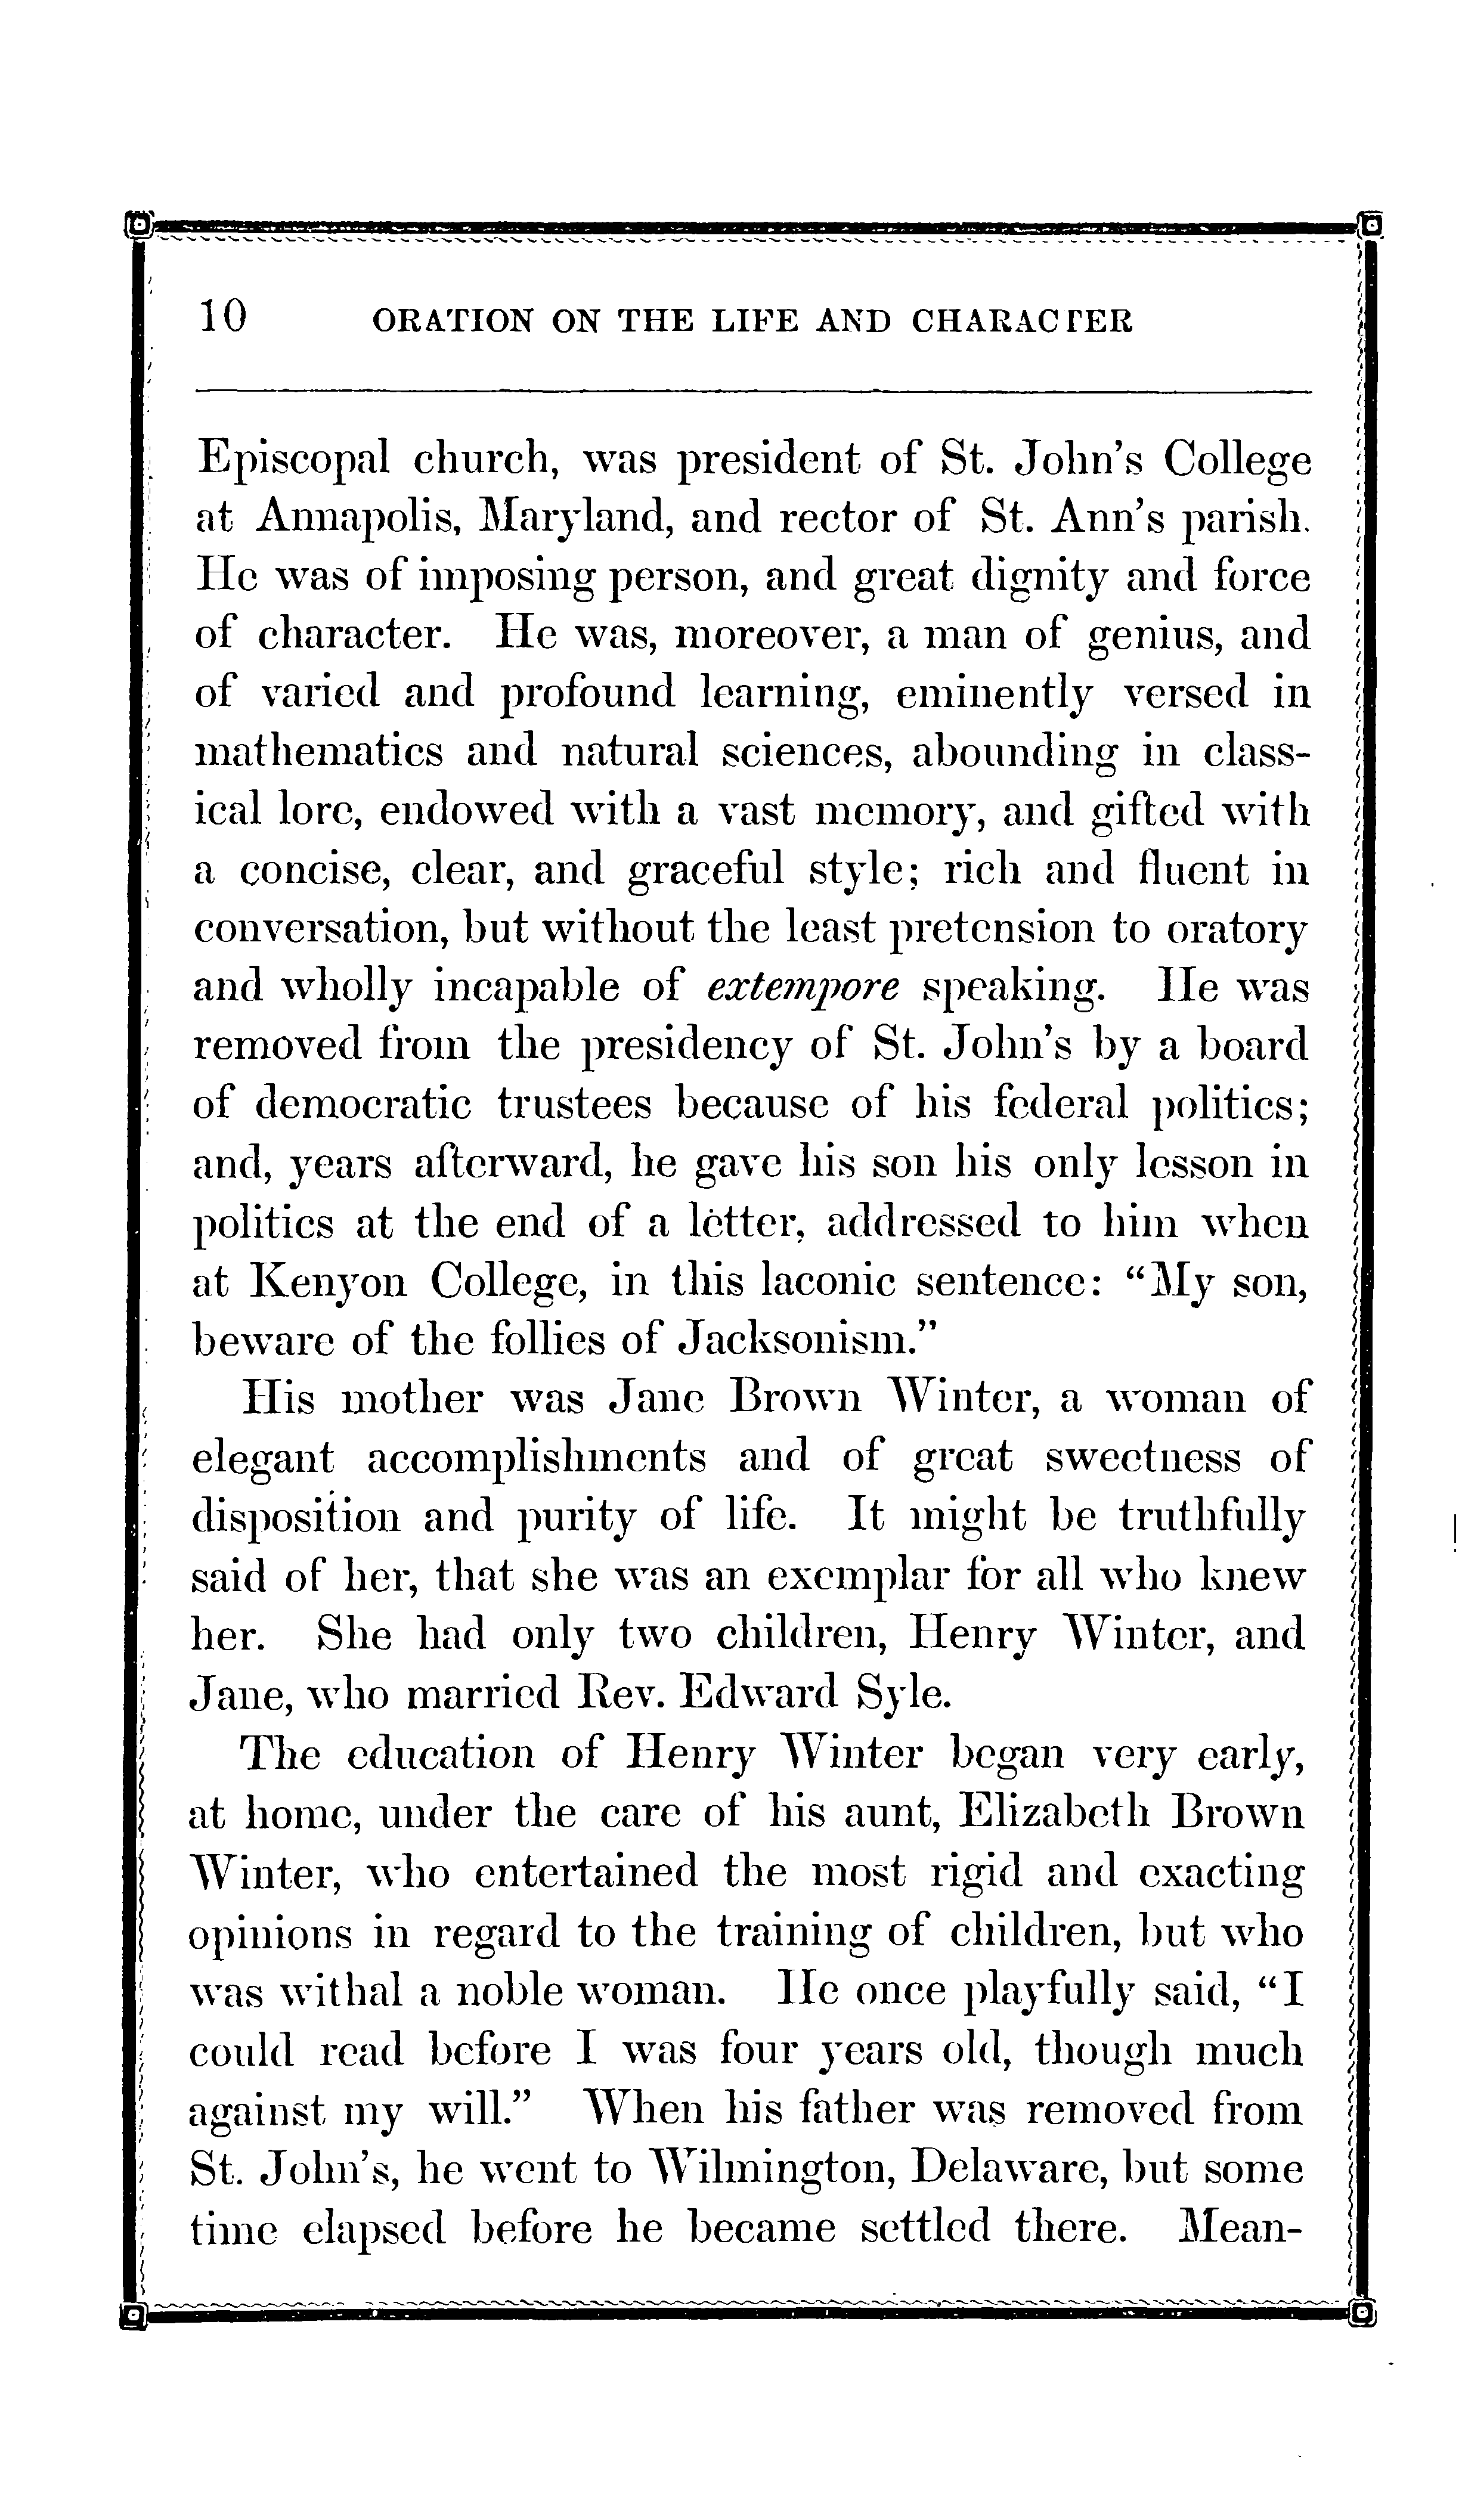 10 ORATION ON THE LIFE AND CHARACTER
Episcopal church, was president of St. John's College
at Annapolis, Maryland, and rector of St. Ann's parish.
He was of imposing person, and great dignity and force
of character. He was, moreover, a man of genius, and
of varied and profound learning, eminently versed in
mathematics and natural sciences, abounding in class-
ical lore, endowed with a vast memory, and gifted with
a concise, clear, and graceful style; rich and fluent in
conversation, but without the least pretension to oratory
and wholly incapable of extempore speaking. He was
removed from the presidency of St. John's by a board
of democratic trustees because of his federal politics;
and, years afterward, he gave his son his only lesson in
politics at the end of a letter, addressed to him when
at Kenyon College, in this laconic sentence: "My son,
beware of the follies of Jacksonism."
His mother was Jane Brown Winter, a woman of
elegant accomplishments and of great sweetness of
disposition and purity of life. It might be truthfully
said of her, that she was an exemplar for all who knew
her. She had only two children, Henry Winter, and
Jane, who married Rev. Edward Syle.
The education of Henry Winter began very early,
at home, under the care of his aunt, Elizabeth Brown
Winter, who entertained the most rigid and exacting
opinions in regard to the training of children, but who
was withal a noble woman. He once playfully said, "I
could read before I was four years old, though much
against my will." When his father was removed from
St. John's, he went to Wilmington, Delaware, but some
time elapsed before he became settled there. Mean-